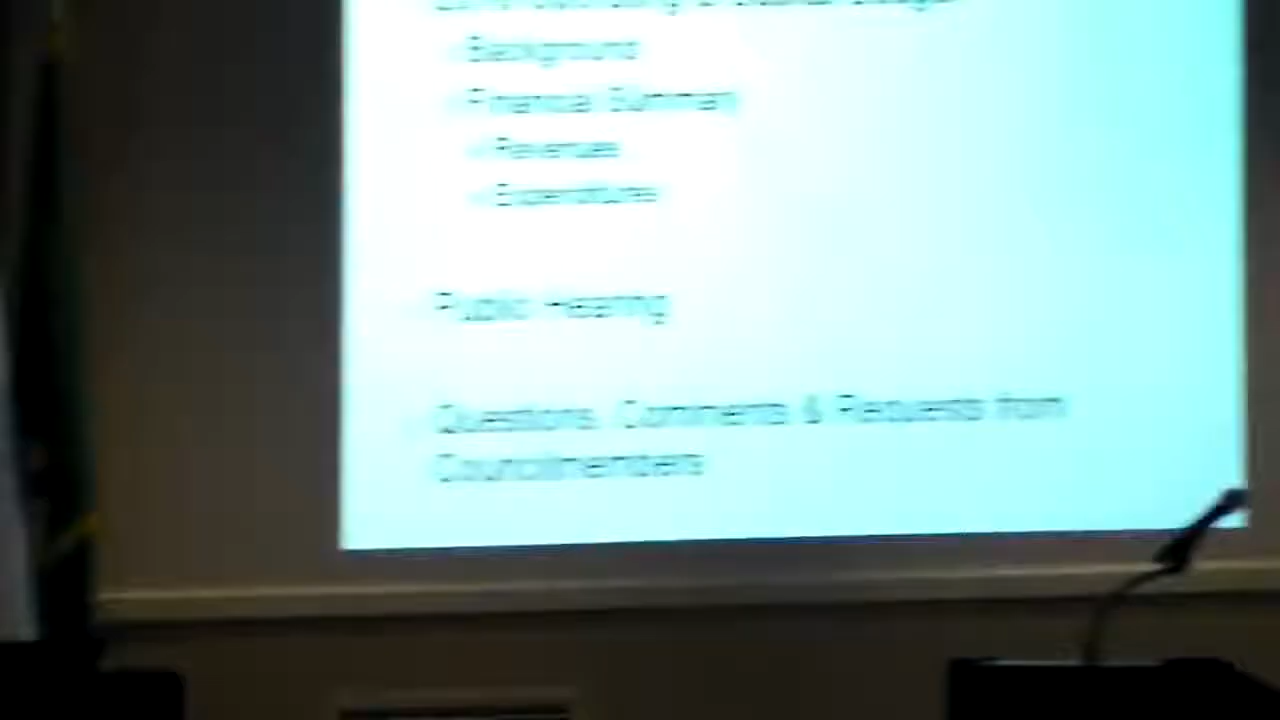 Background
Financial Summary
Revenues
Expenditures
Public Hearing
Questions, Comments & Requests from
Councilmembers